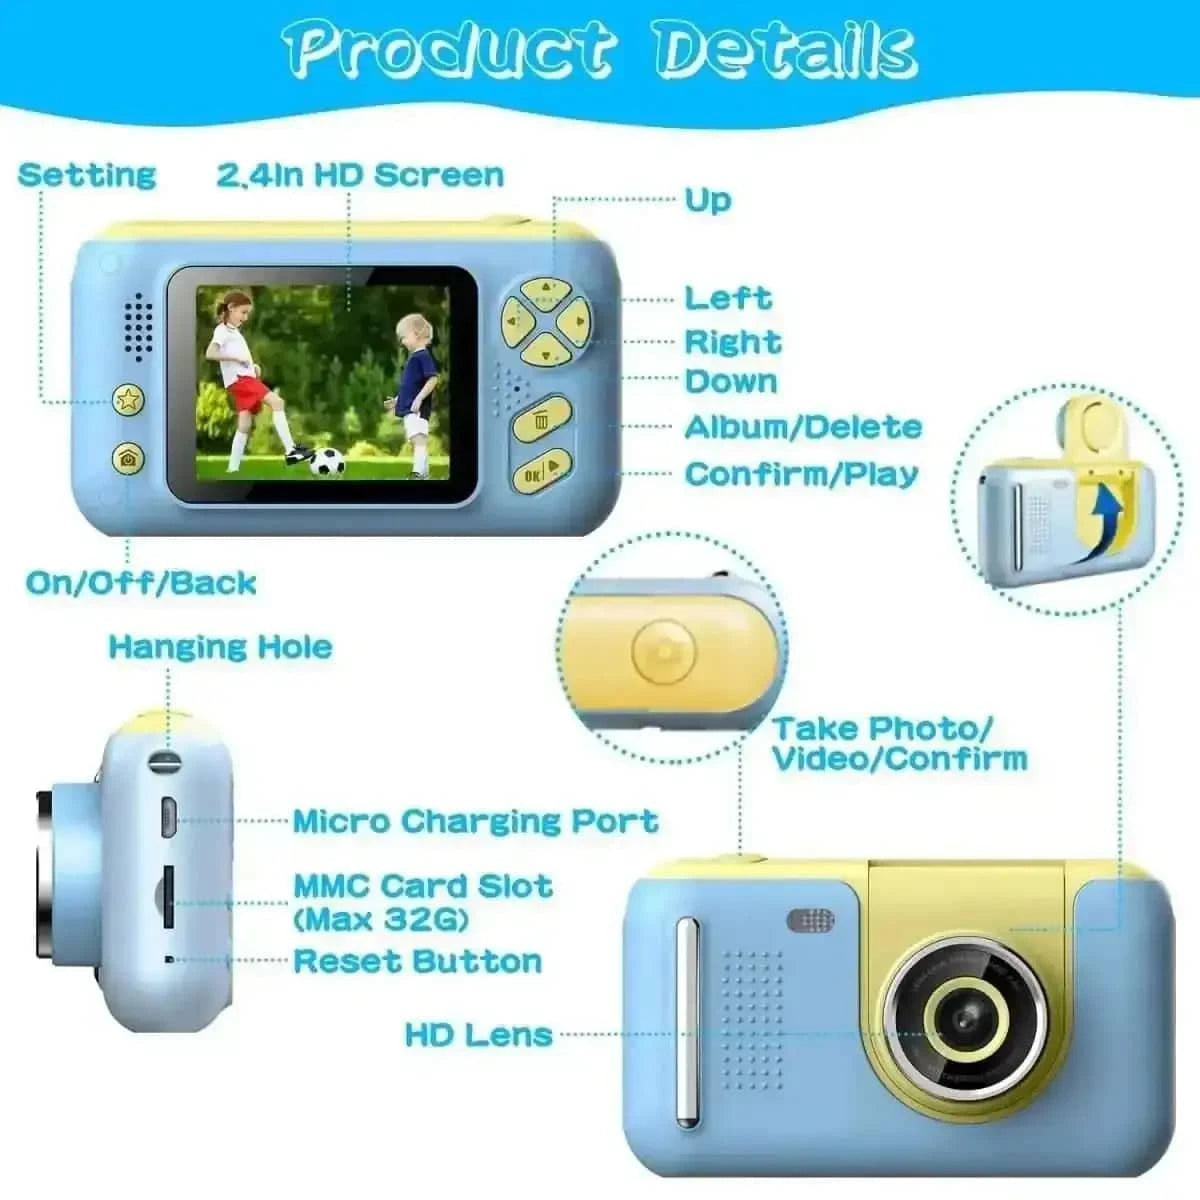 Product Details
Setting
2.4In HD Screen
Up
Left
Right
Down
Album/Delete
Confirm/Play
OK
On/Off/Back
Hanging Hole
Take Photo/
Video/Confirm
Micro Charging Port
MMC Card Slot
(Max 32G)
Reset Button
HD Lens